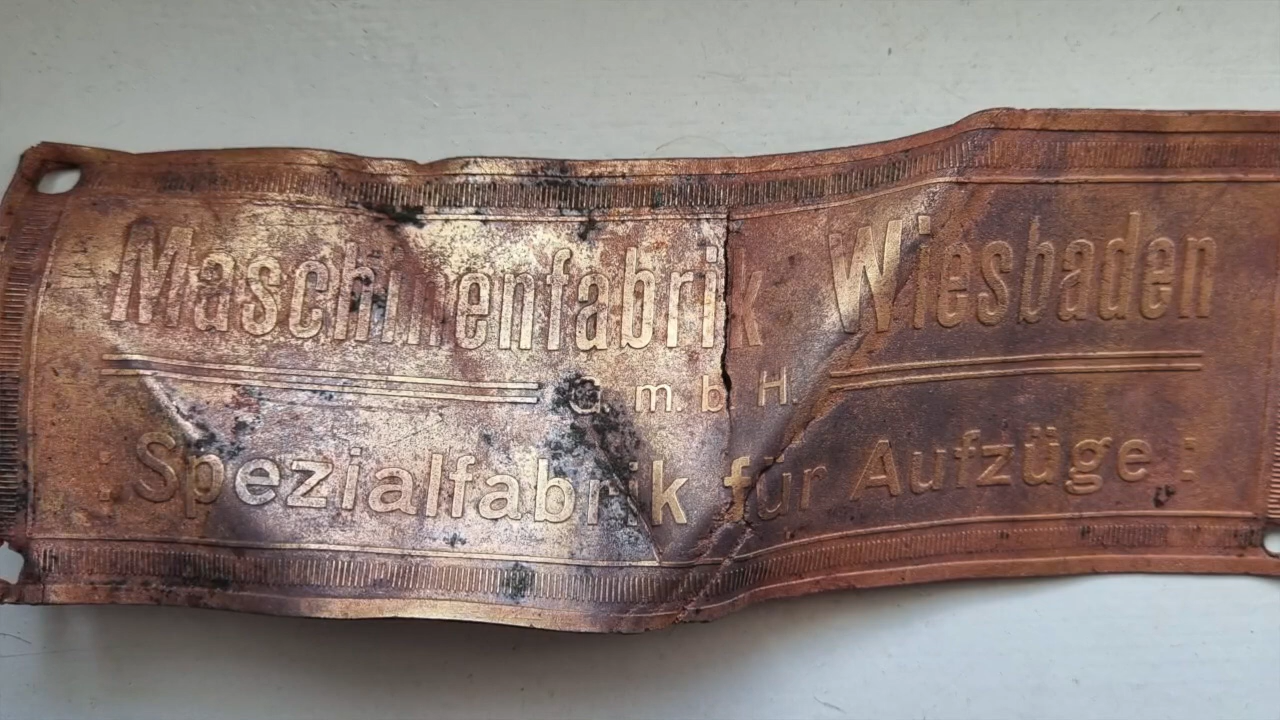 Maschinenfabrik Wiesbaden
G. m. b H.
: Spezialfabrik für Aufzüge :